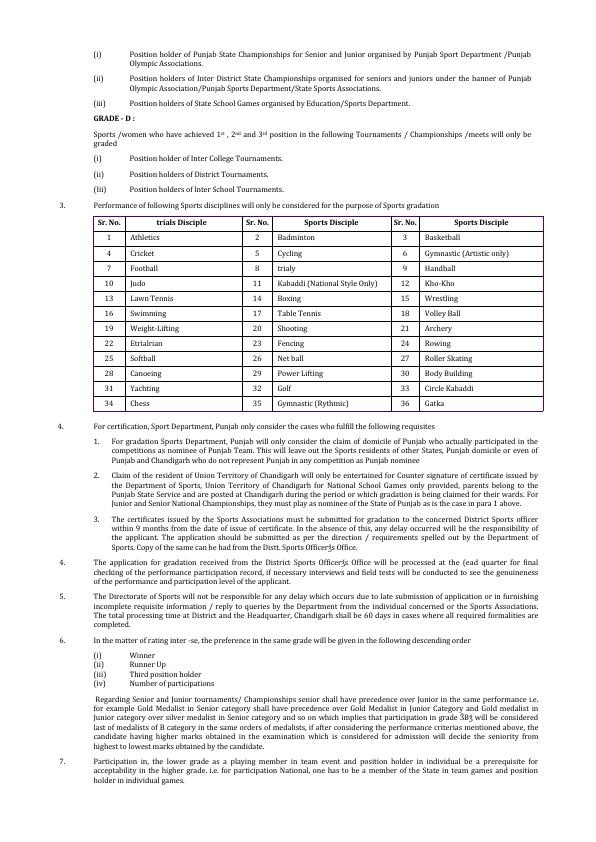 (i) Position holder of Punjab State Championships for Senior and Junior organised by Punjab Sport Department /Punjab
Olympic Associations.
(ii) Position holders of Inter District State Championships organised for seniors and juniors under the banner of Punjab
Olympic Association/Punjab Sports Department/State Sports Associations.
(iii) Position holders of State School Games organised by Education/Sports Department.
GRADE - D :
Sports /women who have achieved 1st , 2nd and 3rd position in the following Tournaments / Championships /meets will only be
graded
(i) Position holder of Inter College Tournaments.
(ii) Position holders of District Tournaments.
(Iii) Position holders of Inter School Tournaments.
3. Performance of following Sports disciplines will only be considered for the purpose of Sports gradation
Sr. No. trials Disciple Sr. No. Sports Disciple Sr. No. Sports Disciple
1 Athletics 2 Badminton 3 Basketball
4 Cricket 5 Cycling 6 Gymnastic (Artistic only)
7 Football 8 trialy 9 Handball
10 Judo 11 Kabaddi (National Style Only) 12 Kho-Kho
13 Lawn Tennis 14 Boxing 15 Wrestling
16 Swimming 17 Table Tennis 18 Volley Ball
19 Weight-Lifting 20 Shooting 21 Archery
22 Etrialrian 23 Fencing 24 Rowing
25 Softball 26 Net ball 27 Roller Skating
28 Canoeing 29 Power Lifting 30 Body Building
31 Yachting 32 Golf 33 Circle Kabaddi
34 Chess 35 Gymnastic (Rythmic) 36 Gatka
4. For certification, Sport Department, Punjab only consider the cases who fulfill the following requisites
1. For gradation Sports Department, Punjab will only consider the claim of domicile of Punjab who actually participated in the
competitions as nominee of Punjab Team. This will leave out the Sports residents of other States, Punjab domicile or even of
Punjab and Chandigarh who do not represent Punjab in any competition as Punjab nominee
2. Claim of the resident of Union Territory of Chandigarh will only be entertained for Counter signature of certificate issued by
the Department of Sports, Union Territory of Chandigarh for National School Games only provided, parents belong to the
Punjab State Service and are posted at Chandigarh during the period or which gradation is being claimed for their wards. For
Junior and Senior National Championships, they must play as nominee of the State of Punjab as is the case in para 1 above.
3. The certificates issued by the Sports Associations must be submitted for gradation to the concerned District Sports officer
within 9 months from the date of issue of certificate. In the absence of this, any delay occurred will be the responsibility of
the applicant. The application should be submitted as per the direction / requirements spelled out by the Department of
Sports. Copy of the same can be had from the Distt. Sports Officerვs Office.
4. The application for gradation received from the District Sports Officerვs Office will be processed at the (ead quarter for final
checking of the performance participation record, if necessary interviews and field tests will be conducted to see the genuineness
of the performance and participation level of the applicant.
5. The Directorate of Sports will not be responsible for any delay which occurs due to late submission of application or in furnishing
incomplete requisite information / reply to queries by the Department from the individual concerned or the Sports Associations.
The total processing time at District and the Headquarter, Chandigarh shall be 60 days in cases where all required formalities are
completed.
6. In the matter of rating inter -se, the preference in the same grade will be given in the following descending order
(i) Winner
(ii) Runner Up
(iii) Third position holder
(iv) Number of participations
Regarding Senior and Junior tournaments/ Championships senior shall have precedence over Junior in the same performance i.e.
for example Gold Medalist in Senior category shall have precedence over Gold Medalist in Junior Category and Gold medalist in
Junior category over silver medalist in Senior category and so on which implies that participation in grade Bვ will be considered
last of medalists of B category in the same orders of medalists, if after considering the performance criterias mentioned above, the
candidate having higher marks obtained in the examination which is considered for admission will decide the seniority from
highest to lowest marks obtained by the candidate.
7. Participation in, the lower grade as a playing member in team event and position holder in individual be a prerequisite for
acceptability in the higher grade. i.e. for participation National, one has to be a member of the State in team games and position
holder in individual games.